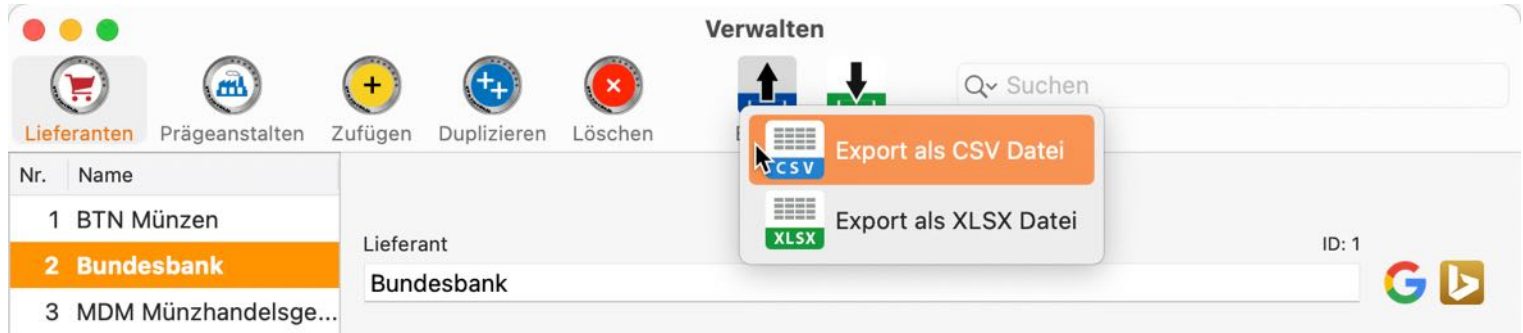 Verwalten
Suchen
Lieferanten Prägeanstalten Zufügen Duplizieren Löschen
CSV Export als CSV Datei
XLSX Export als XLSX Datei
Nr. Name
1 BTN Münzen
2 Bundesbank
3 MDM Münzhandelsge...
Lieferant ID: 1
Bundesbank